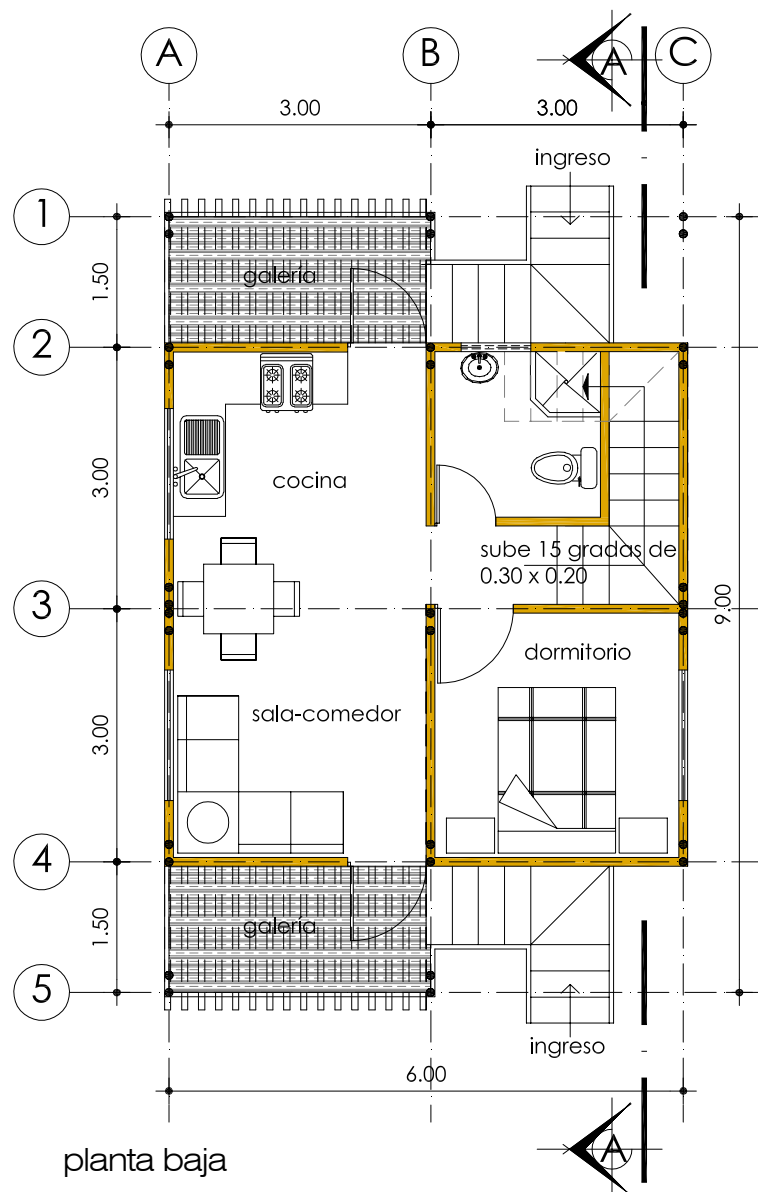 A
B
A
C
3.00
3.00
ingreso
1
1.50
galería
2
3.00
cocina
sube 15 gradas de
0.30 x 0.20
3
9.00
dormitorio
3.00
sala-comedor
4
1.50
galería
5
ingreso
6.00
A
planta baja